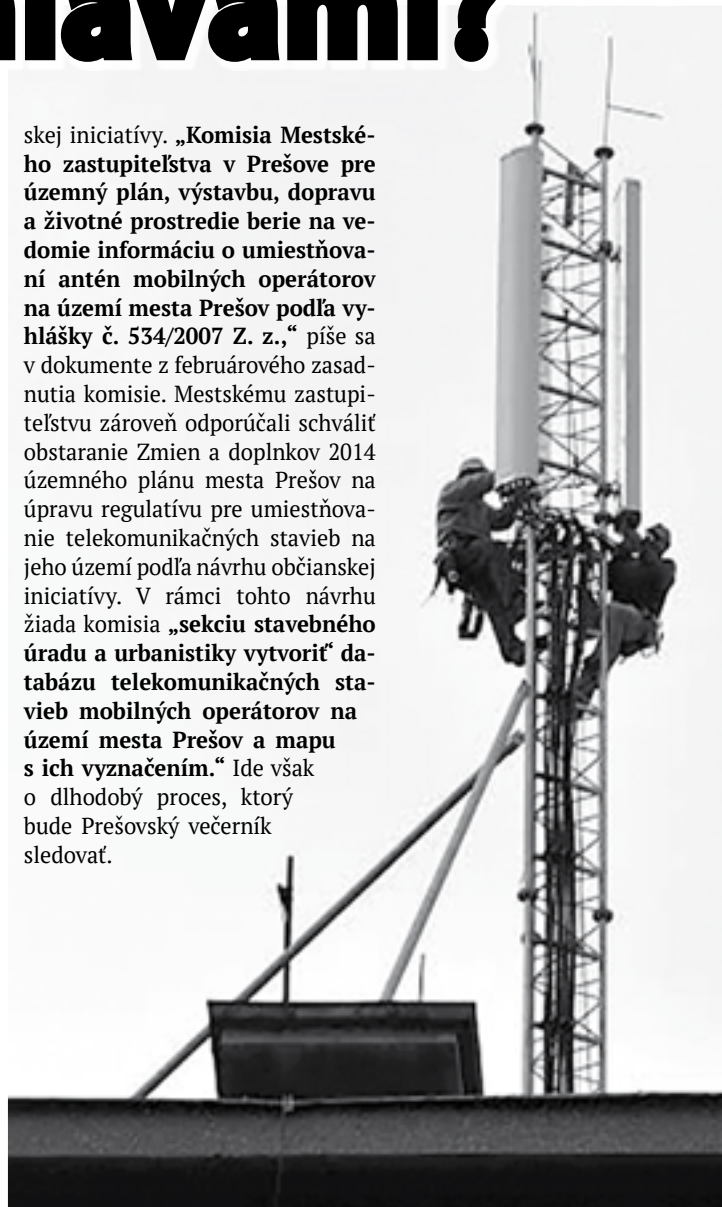 hlavami?
skej iniciatívy. „Komisia Mestské-
ho zastupiteľstva v Prešove pre
územný plán, výstavbu, dopravu
a životné prostredie berie na ve-
domie informáciu o umiestňova-
ní antén mobilných operátorov
na území mesta Prešov podľa vy-
hlášky č. 534/2007 Z. z.,“ píše sa
v dokumente z februárového zasad-
nutia komisie. Mestskému zastupi-
teľstvu zároveň odporúčali schváliť
obstaranie Zmien a doplnkov 2014
územného plánu mesta Prešov na
úpravu regulatívu pre umiestňova-
nie telekomunikačných stavieb na
jeho území podľa návrhu občianskej
iniciatívy. V rámci tohto návrhu
žiada komisia „sekciu stavebného
úradu a urbanistiky vytvoriť“ da-
tabázu telekomunikačných sta-
vieb mobilných operátorov na
území mesta Prešov a mapu
s ich vyznačením.“ Ide však
o dlhodobý proces, ktorý
bude Prešovský večerník
sledovať.